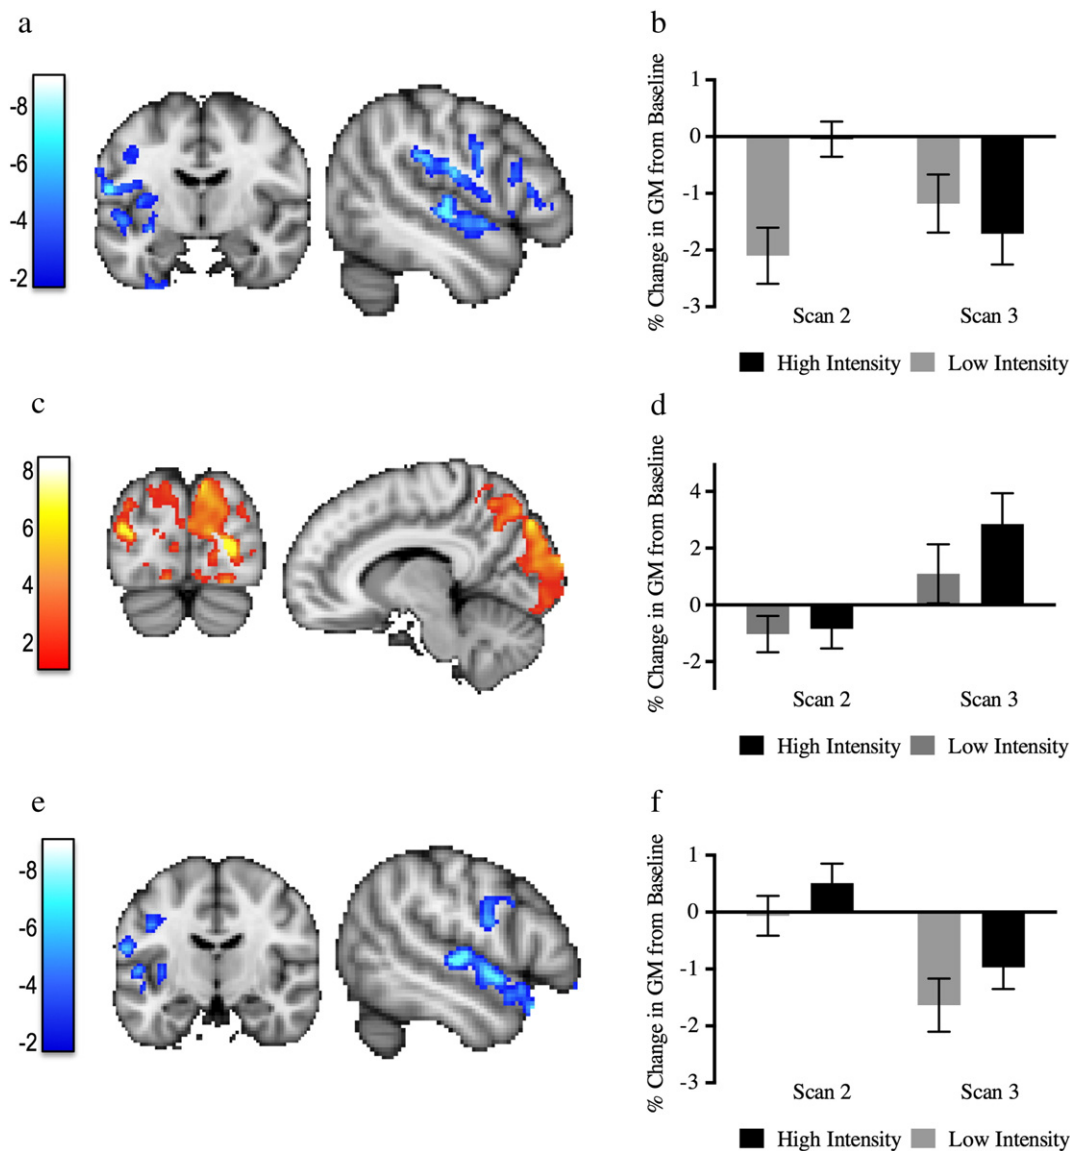 a
-8
-6
-4
-2
b
% Change in GM from Baseline
1
0
-1
-2
-3
Scan 2 Scan 3
High Intensity Low Intensity
c
8
6
4
2
d
% Change in GM from Baseline
4
2
0
-2
Scan 2 Scan 3
High Intensity Low Intensity
e
-8
-6
-4
-2
f
% Change in GM from Baseline
1
0
-1
-2
-3
Scan 2 Scan 3
High Intensity Low Intensity